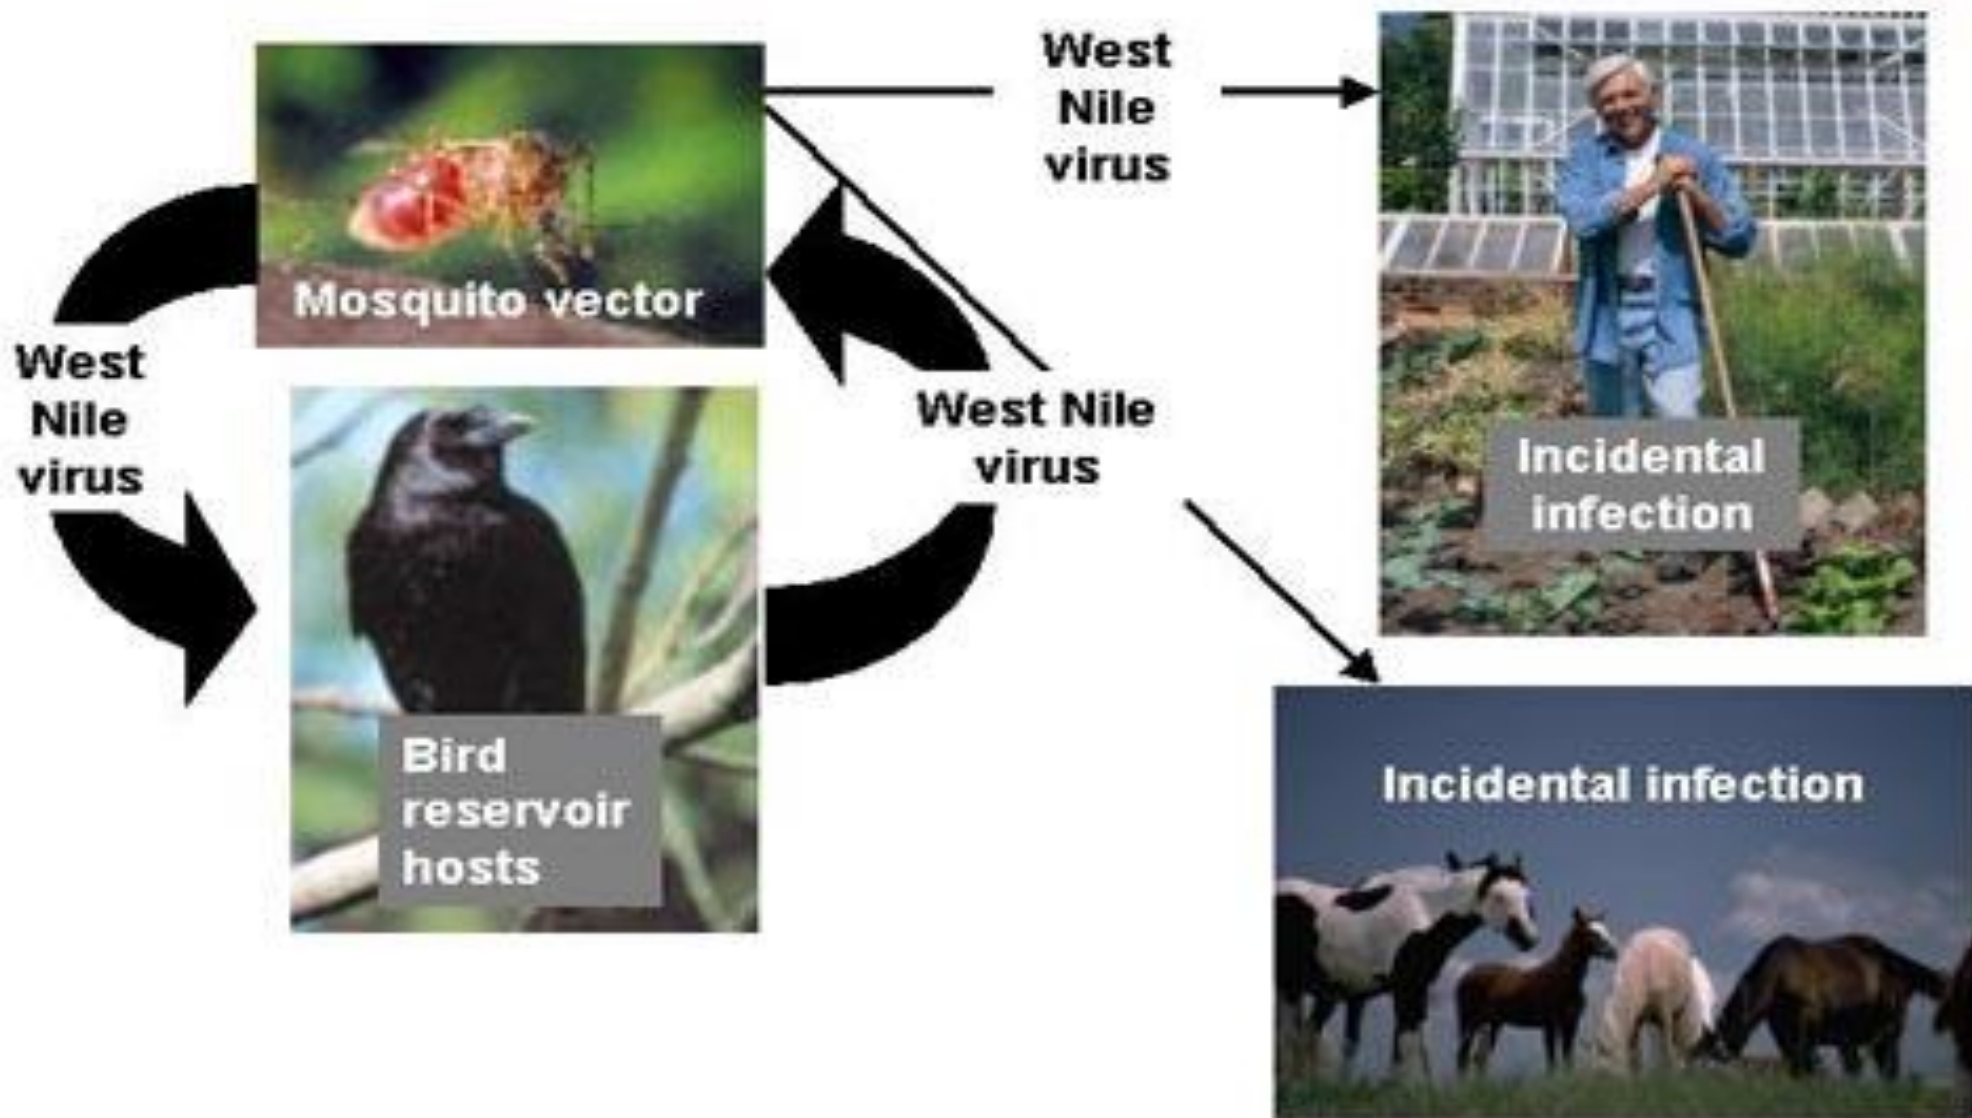 West
Nile
virus
Mosquito vector
West
Nile
virus
West Nile
virus
Incidental
infection
Bird
reservoir
hosts
Incidental infection